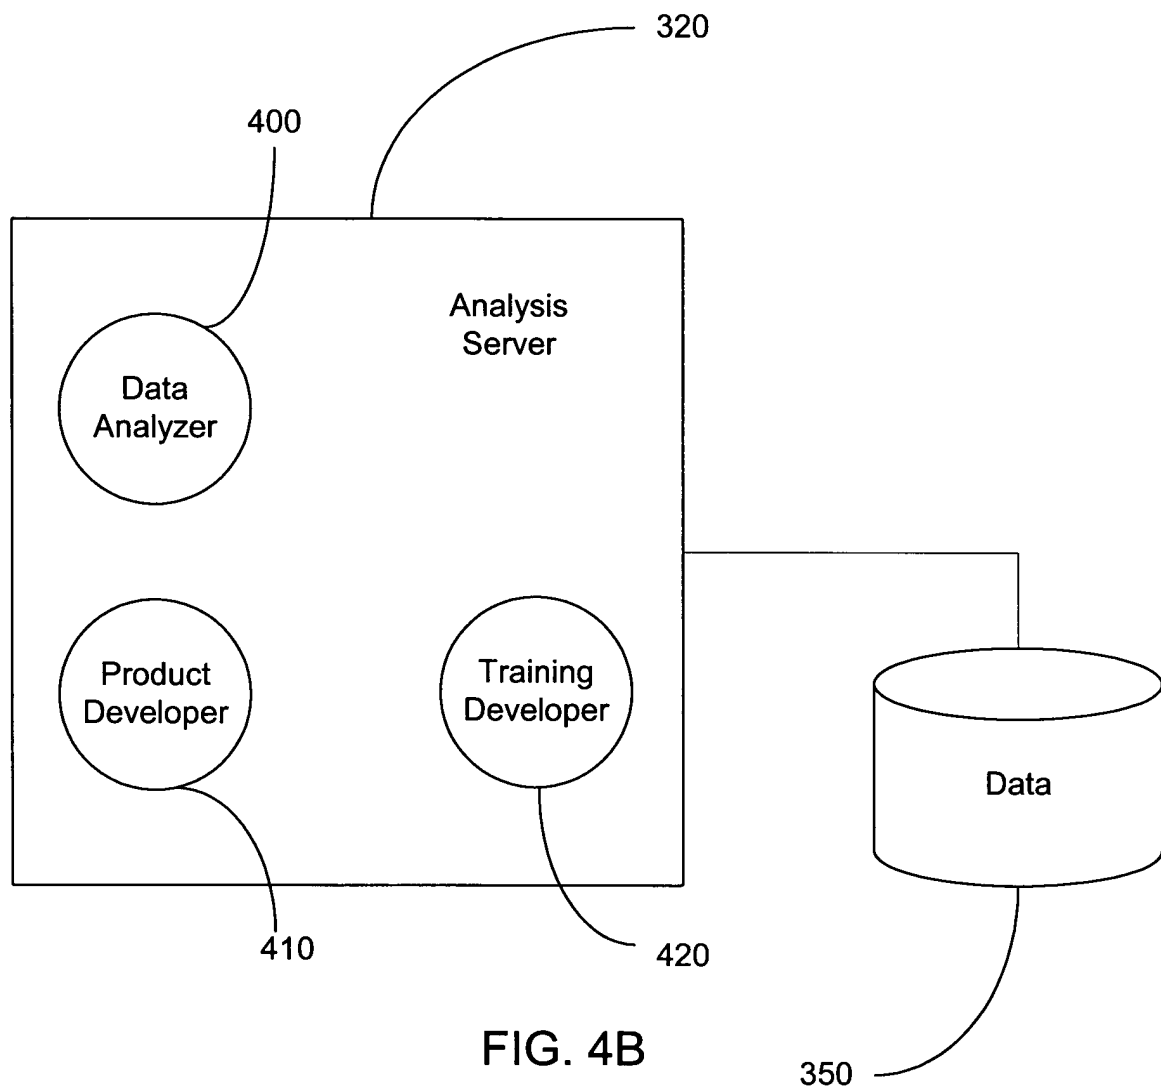 320
400
Analysis
Server
Data
Analyzer
Product
Developer
Training
Developer
Data
410
420
FIG. 4B
350